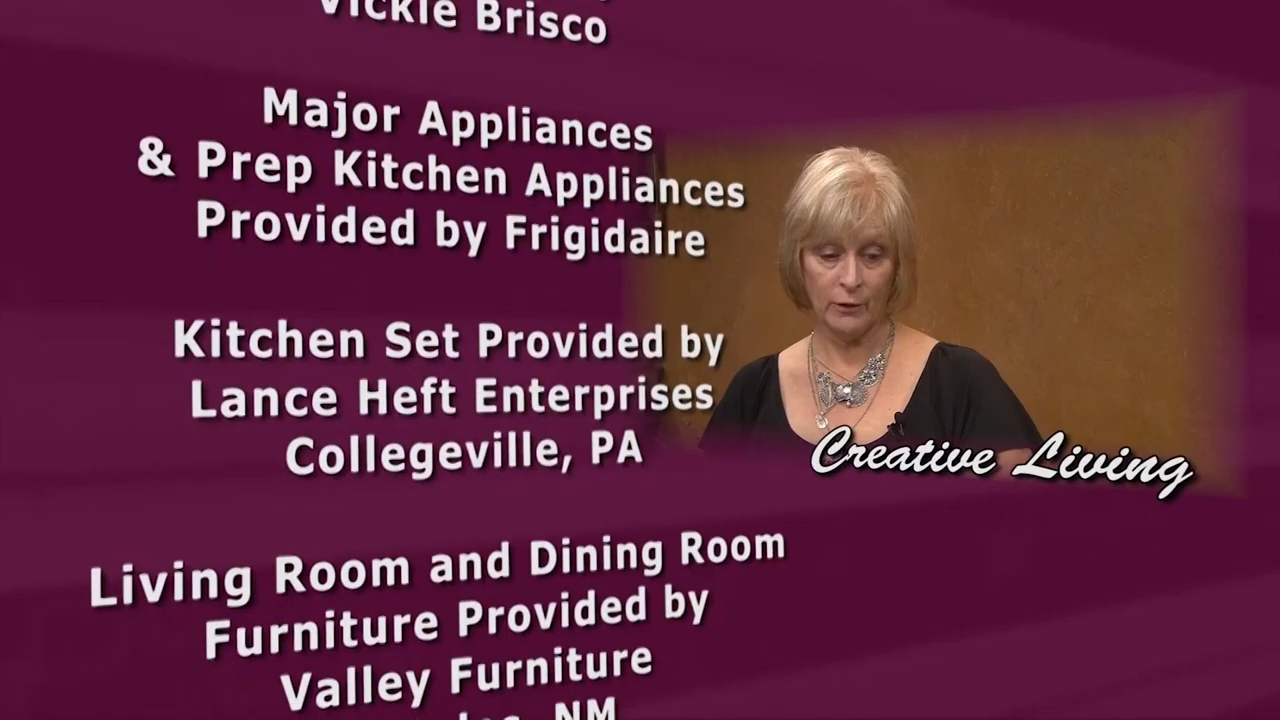 Vickie Brisco
Major Appliances
& Prep Kitchen Appliances
Provided by Frigidaire
Kitchen Set Provided by
Lance Heft Enterprises
Collegeville, PA
Living Room and Dining Room
Furniture Provided by
Valley Furniture
NM
Creative Living